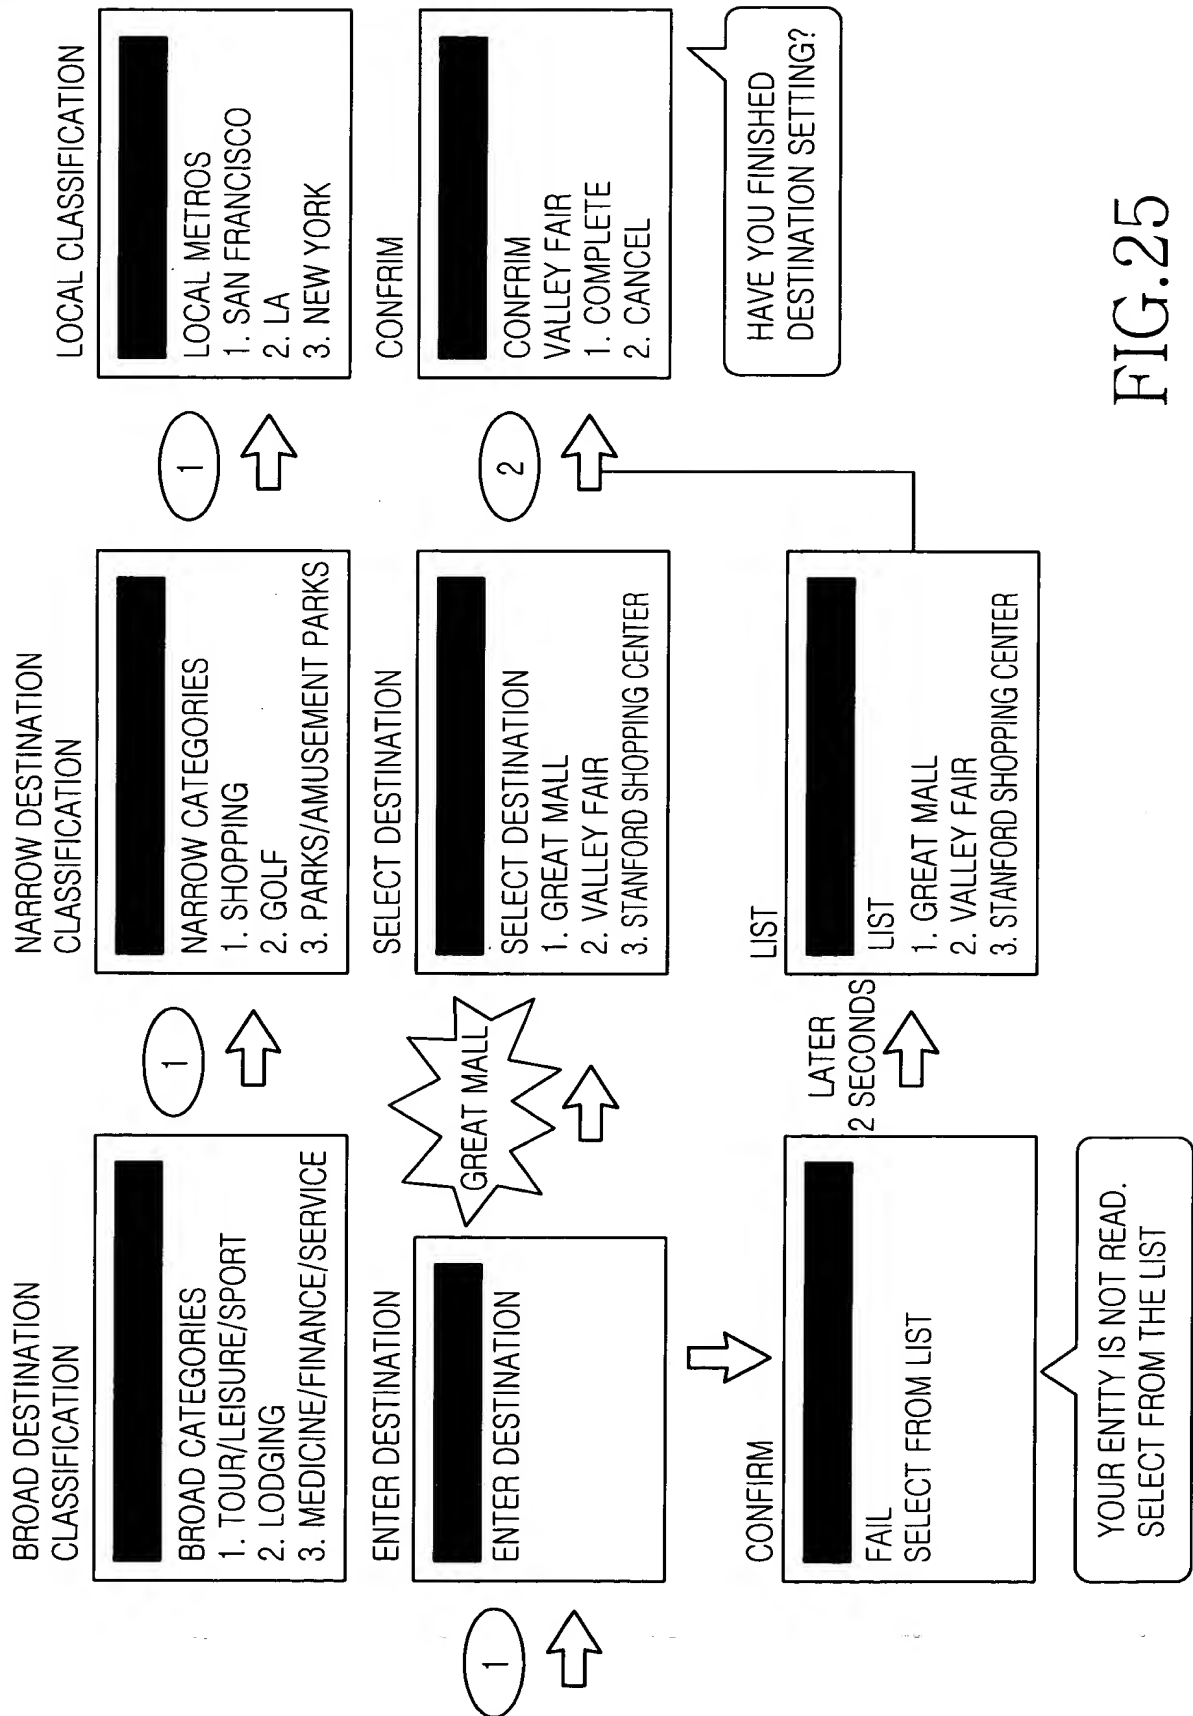 BROAD DESTINATION
CLASSIFICATION
BROAD CATEGORIES
1. TOUR/LEISURE/SPORT
2. LODGING
3. MEDICINE/FINANCE/SERVICE
1
NARROW DESTINATION
CLASSIFICATION
NARROW CATEGORIES
1. SHOPPING
2. GOLF
3. PARKS/AMUSEMENT PARKS
1
LOCAL CLASSIFICATION
LOCAL METROS
1. SAN FRANCISCO
2. LA
3. NEW YORK
1
ENTER DESTINATION
ENTER DESTINATION
GREAT MALL
SELECT DESTINATION
SELECT DESTINATION
1. GREAT MALL
2. VALLEY FAIR
3. STANFORD SHOPPING CENTER
2
CONFRIM
CONFRIM
VALLEY FAIR
1. COMPLETE
2. CANCEL
HAVE YOU FINISHED
DESTINATION SETTING?
CONFIRM
FAIL
SELECT FROM LIST
YOUR ENTITY IS NOT READ.
SELECT FROM THE LIST
LATER
2 SECONDS
LIST
LIST
1. GREAT MALL
2. VALLEY FAIR
3. STANFORD SHOPPING CENTER
FIG.25